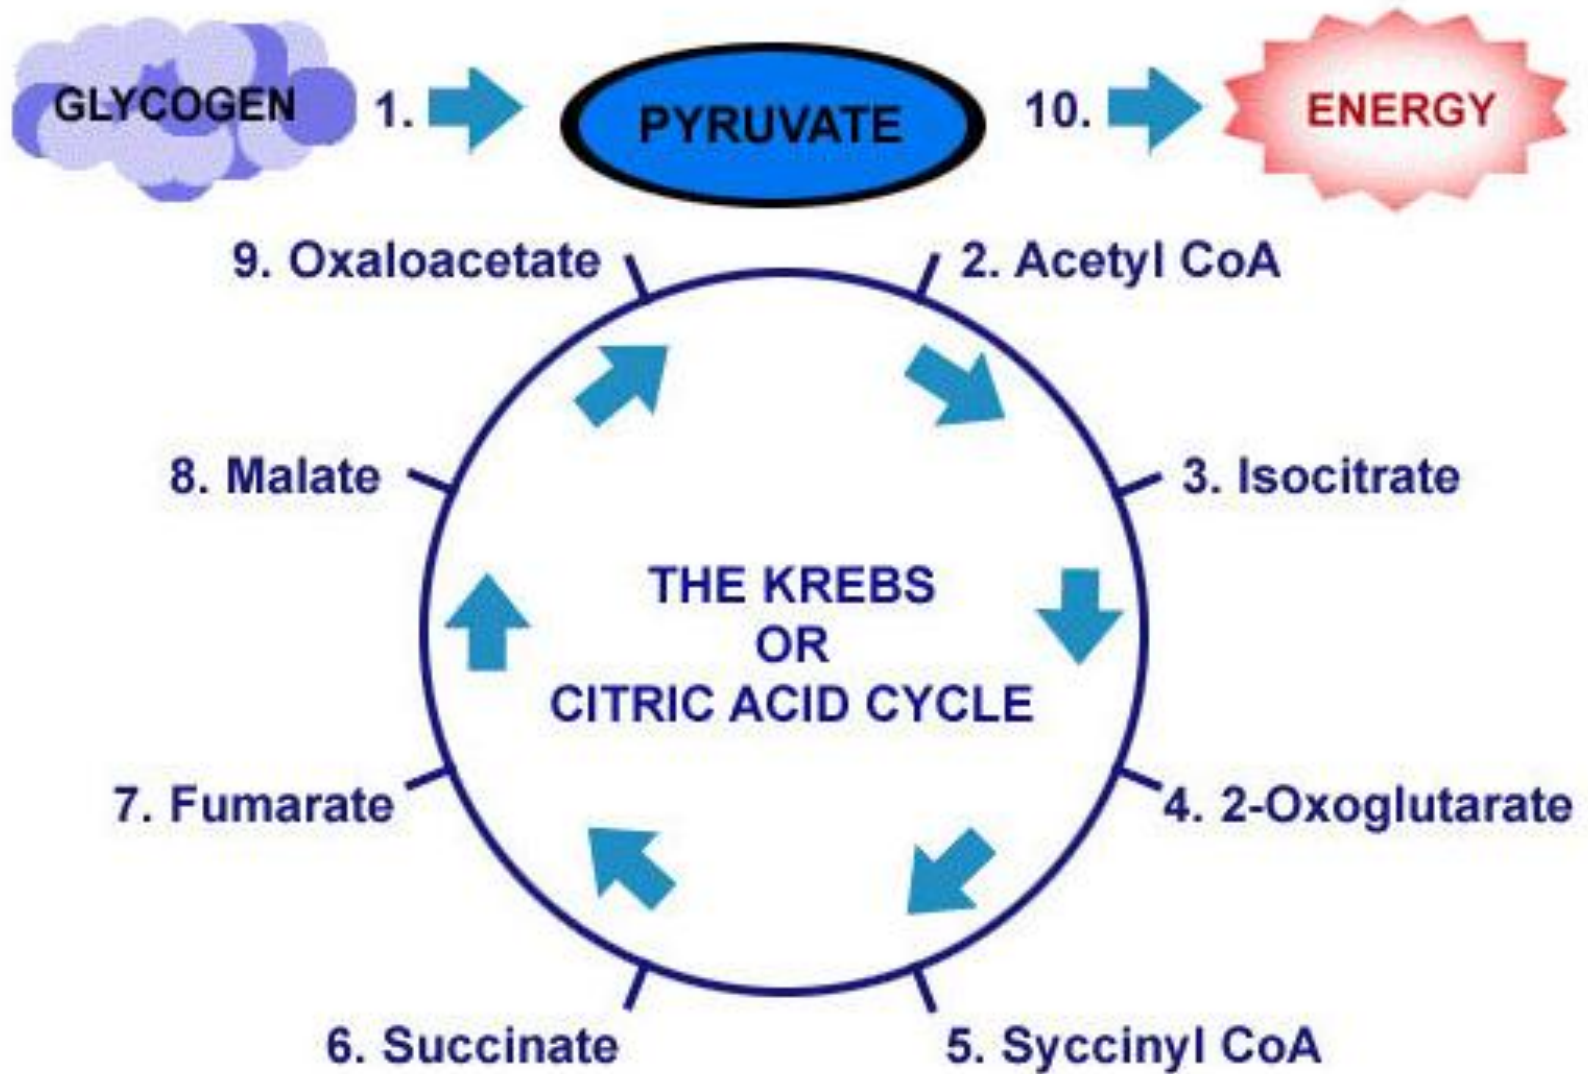 GLYCOGEN
1.
PYRUVATE
10.
ENERGY
9. Oxaloacetate
2. Acetyl CoA
8. Malate
3. Isocitrate
THE KREBS
OR
CITRIC ACID CYCLE
7. Fumarate
4. 2-Oxoglutarate
6. Succinate
5. Syccinyl CoA